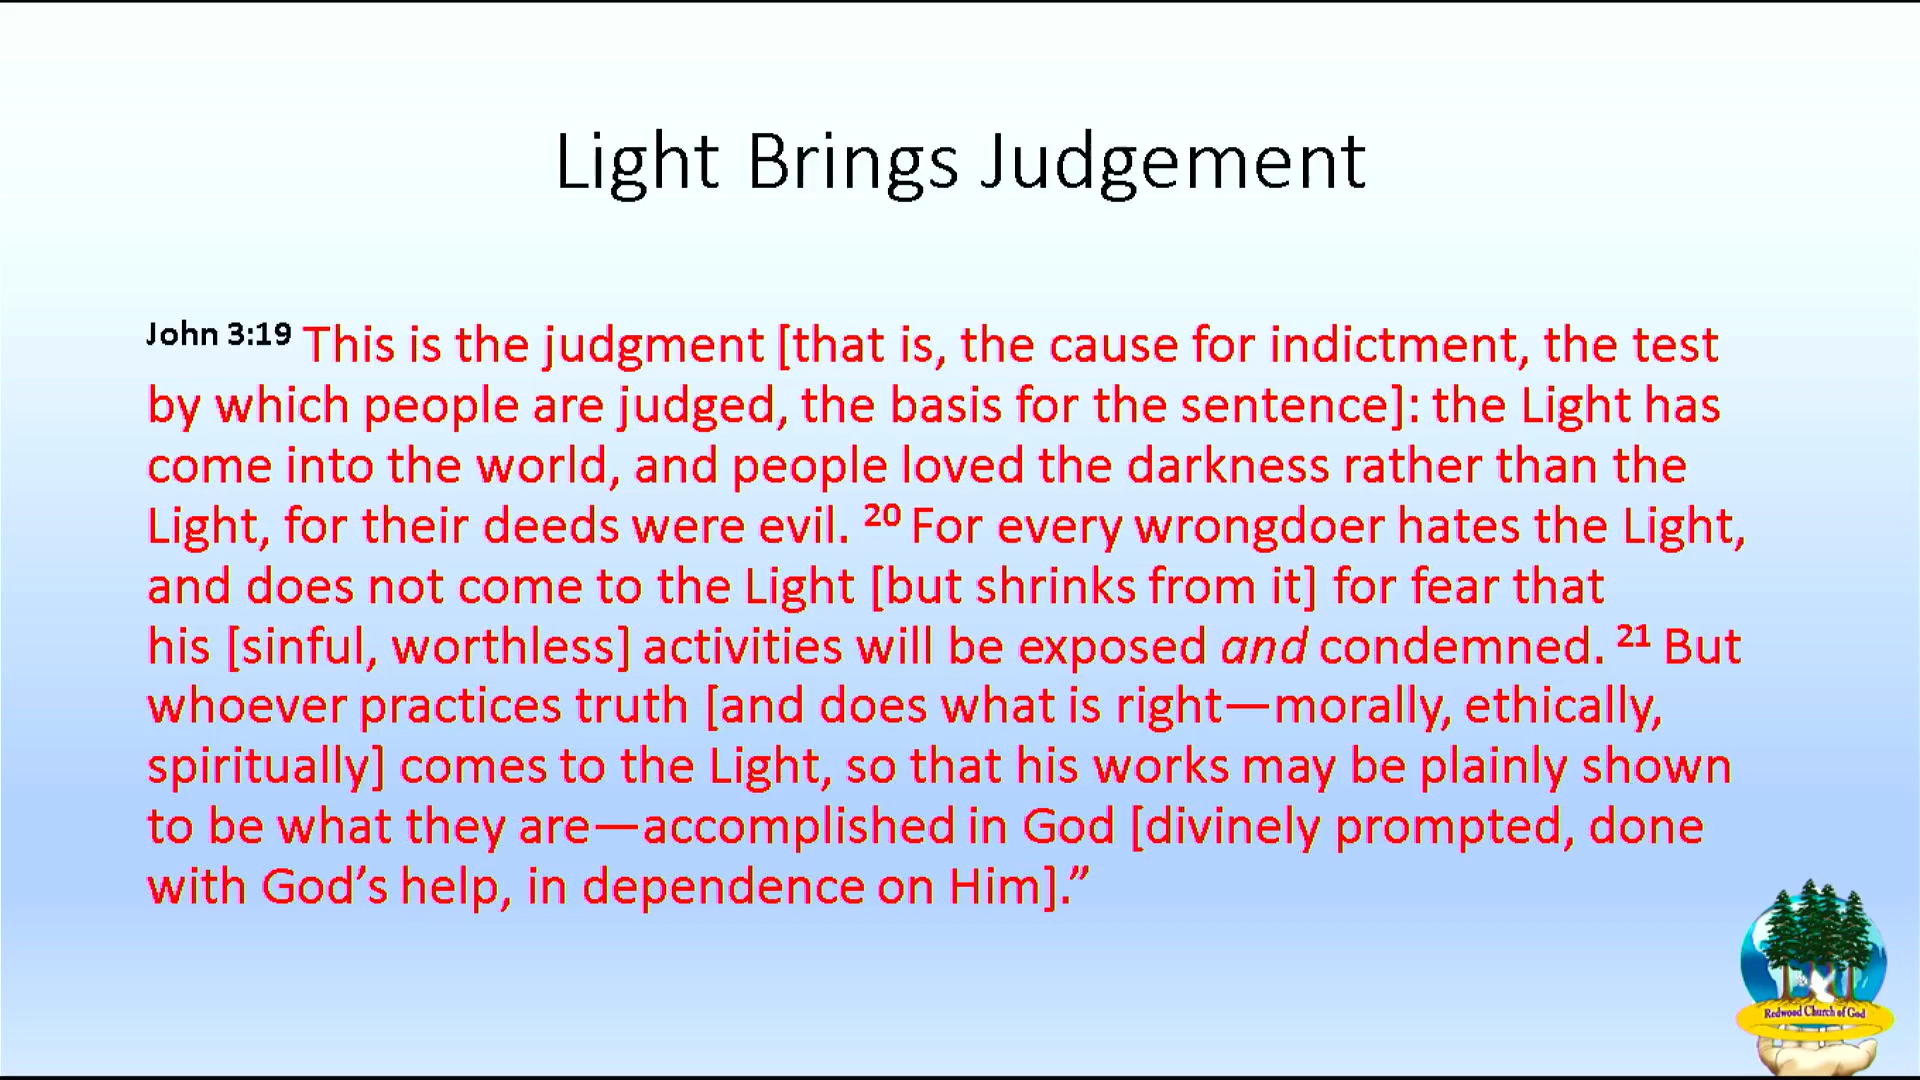 Light Brings Judgement
John 3:19 This is the judgment [that is, the cause for indictment, the test
by which people are judged, the basis for the sentence]: the Light has
come into the world, and people loved the darkness rather than the
Light, for their deeds were evil. 20 For every wrongdoer hates the Light,
and does not come to the Light [but shrinks from it] for fear that
his [sinful, worthless] activities will be exposed and condemned. 21 But
whoever practices truth [and does what is right—morally, ethically,
spiritually] comes to the Light, so that his works may be plainly shown
to be what they are—accomplished in God [divinely prompted, done
with God’s help, in dependence on Him].”
Redwood Church of God